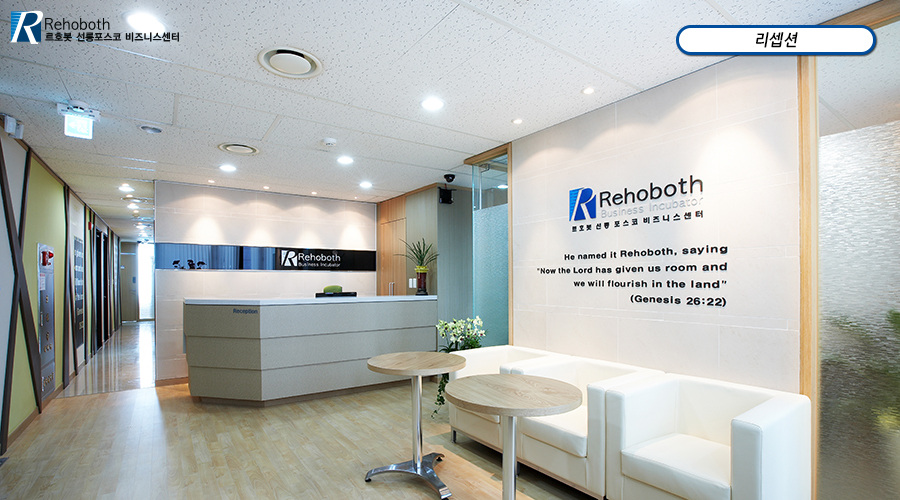 Rehoboth
르호봇 선릉포스코 비즈니스센터
리셉션
Rehoboth
Business Incubator
Reception
Rehoboth
Business Incubator
르호봇 선릉 포스코 비즈니스센터
He named it Rehoboth, saying
"Now the Lord has given us room and
we will flourish in the land"
(Genesis 26:22)